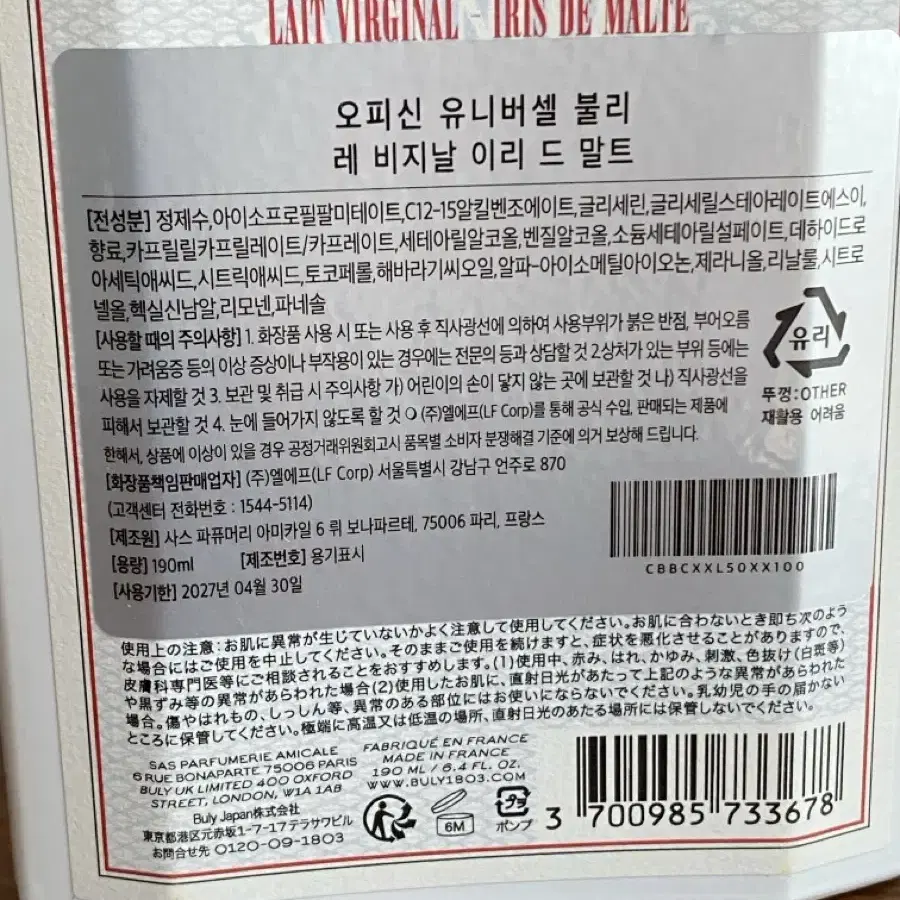 LAIT VIRGINAL - IRIS DE MALTE
오피신 유니버셀 불리
레 비지날 이리 드 말트
[전성분] 정제수,아이소프로필팔미테이트,C12-15알킬벤조에이트,글리세린,글리세릴스테아레이트에스이,
향료,카프릴릴카프릴레이트/카프레이트,세테아릴알코올,벤질알코올,소듐세테아릴설페이트,데하이드로
아세틱애씨드,시트릭애씨드,토코페롤,해바라기씨오일,알파-아이소메틸아이오논,제라니올,리날룰,시트로
넬올,헥실신남알,리모넨,파네솔
[사용할 때의 주의사항] 1. 화장품 사용 시 또는 사용 후 직사광선에 의하여 사용부위가 붉은 반점, 부어오름
또는 가려움증 등의 이상 증상이나 부작용이 있는 경우에는 전문의 등과 상담할 것 2.상처가 있는 부위 등에는
사용을 자제할 것 3. 보관 및 취급 시 주의사항 가) 어린이의 손이 닿지 않는 곳에 보관할 것 나) 직사광선을
피해서 보관할 것 4. 눈에 들어가지 않도록 할 것 ○ (주)엘에프(LF Corp)를 통해 공식 수입, 판매되는 제품에
한해서, 상품에 이상이 있을 경우 공정거래위원회고시 품목별 소비자 분쟁해결 기준에 의거 보상해 드립니다.
유리
뚜껑:OTHER
재활용 어려움
[화장품책임판매업자] (주)엘에프(LF Corp) 서울특별시 강남구 언주로 870
(고객센터 전화번호 : 1544-5114)
[제조원] 사스 파퓨머리 아미카일 6 뤼 보나파르테, 75006 파리, 프랑스
[용량] 190ml [제조번호] 용기표시
[사용기한] 2027년 04월 30일
CBBCXXL50XX100
使用上の注意:お肌に異常が生じていないかよく注意して使用してください。お肌に合わないとき即ち次のよう
な場合にはご使用を中止してください。そのままご使用を続けますと、症状を悪化させることがありますので、
皮膚科専門医等にご相談されることをおすすめします。(1)使用中、赤み、はれ、かゆみ、刺激、色抜け(白斑等)
や黒ずみ等の異常があらわれた場合(2)使用したお肌に、直射日光があたって上記のような異常があらわれた
場合。傷やはれもの、しっしん等、異常のある部位にはお使いにならないでください。乳幼児の手の届かない
ところに保管してください。極端に高温又は低温の場所、直射日光のあたる場所には保管しないでください。
SAS PARFUMERIE AMICALE
6 RUE BONAPARTE 75006 PARIS
BULY UK LIMITED 400 OXFORD
STREET, LONDON, W1A 1AB
Buly Japan株式会社
東京都港区元赤坂1-7-17テラサワビル
お問合せ先 0120-09-1803
FABRIQUÉ EN FRANCE
MADE IN FRANCE
190 ML / 6.4 FL. OZ.
WWW.BULY1803.COM
6M
プラ
ポンプ
3 700985 733678